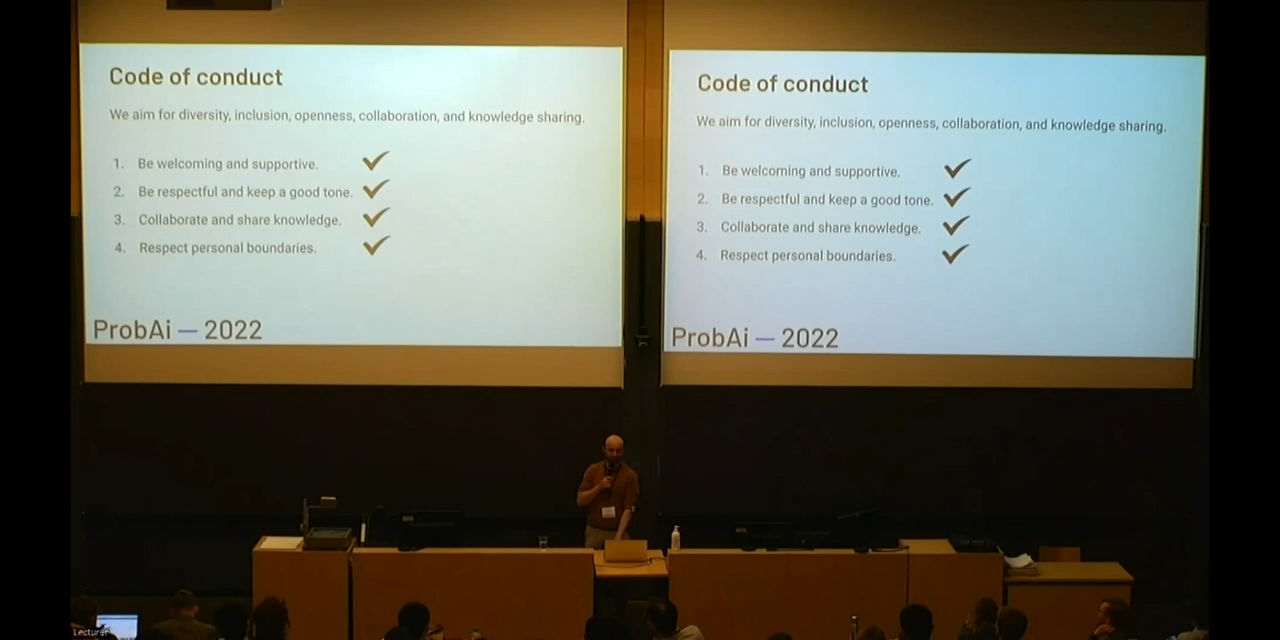 Code of conduct
We aim for diversity, inclusion, openness, collaboration, and knowledge sharing.
1. Be welcoming and supportive.
2. Be respectful and keep a good tone.
3. Collaborate and share knowledge.
4. Respect personal boundaries.
ProbAi — 2022
Code of conduct
We aim for diversity, inclusion, openness, collaboration, and knowledge sharing.
1. Be welcoming and supportive.
2. Be respectful and keep a good tone.
3. Collaborate and share knowledge.
4. Respect personal boundaries.
ProbAi — 2022
Lecturer